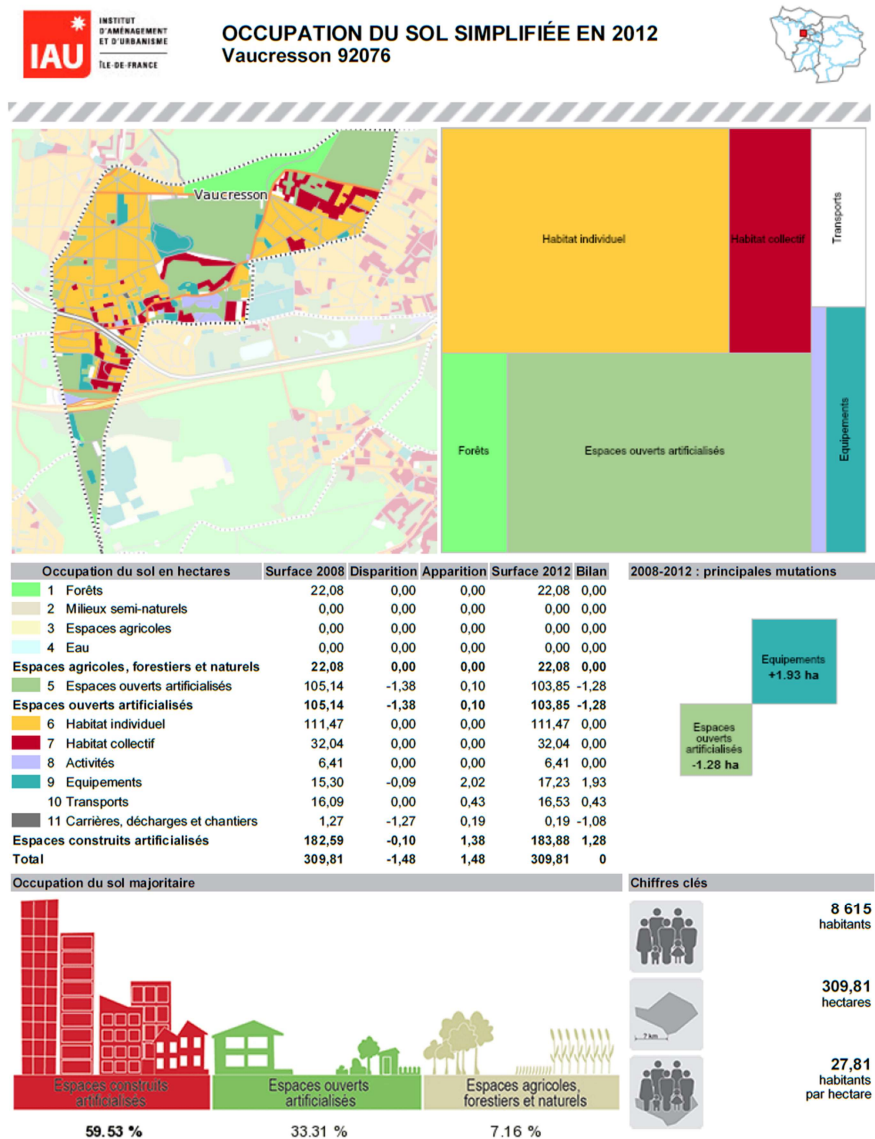 INSTITUT
D'AMÉNAGEMENT
ET D'URBANISME
IAU
ÎLE-DE-FRANCE
OCCUPATION DU SOL SIMPLIFIÉE EN 2012
Vaucresson 92076
Vaucresson
Habitat individuel
Habitat collectif
Transports
Forêts
Espaces ouverts artificialisés
Equipements
Occupation du sol en hectares Surface 2008 Disparition Apparition Surface 2012 Bilan
1 Forêts 22,08 0,00 0,00 22,08 0,00
2 Milieux semi-naturels 0,00 0,00 0,00 0,00 0,00
3 Espaces agricoles 0,00 0,00 0,00 0,00 0,00
4 Eau 0,00 0,00 0,00 0,00 0,00
Espaces agricoles, forestiers et naturels 22,08 0,00 0,00 22,08 0,00
5 Espaces ouverts artificialisés 105,14 -1,38 0,10 103,85 -1,28
Espaces ouverts artificialisés 105,14 -1,38 0,10 103,85 -1,28
6 Habitat individuel 111,47 0,00 0,00 111,47 0,00
7 Habitat collectif 32,04 0,00 0,00 32,04 0,00
8 Activités 6,41 0,00 0,00 6,41 0,00
9 Equipements 15,30 -0,09 2,02 17,23 1,93
10 Transports 16,09 0,00 0,43 16,53 0,43
11 Carrières, décharges et chantiers 1,27 -1,27 0,19 0,19 -1,08
Espaces construits artificialisés 182,59 -0,10 1,38 183,88 1,28
Total 309,81 -1,48 1,48 309,81 0
2008-2012 : principales mutations
Equipements
+1.93 ha
Espaces
ouverts
artificialisés
-1.28 ha
Occupation du sol majoritaire
Espaces construits
artificialisés
59.53 %
Espaces ouverts
artificialisés
33.31 %
Espaces agricoles,
forestiers et naturels
7.16 %
Chiffres clés
8 615
habitants
? km
309,81
hectares
27,81
habitants
par hectare